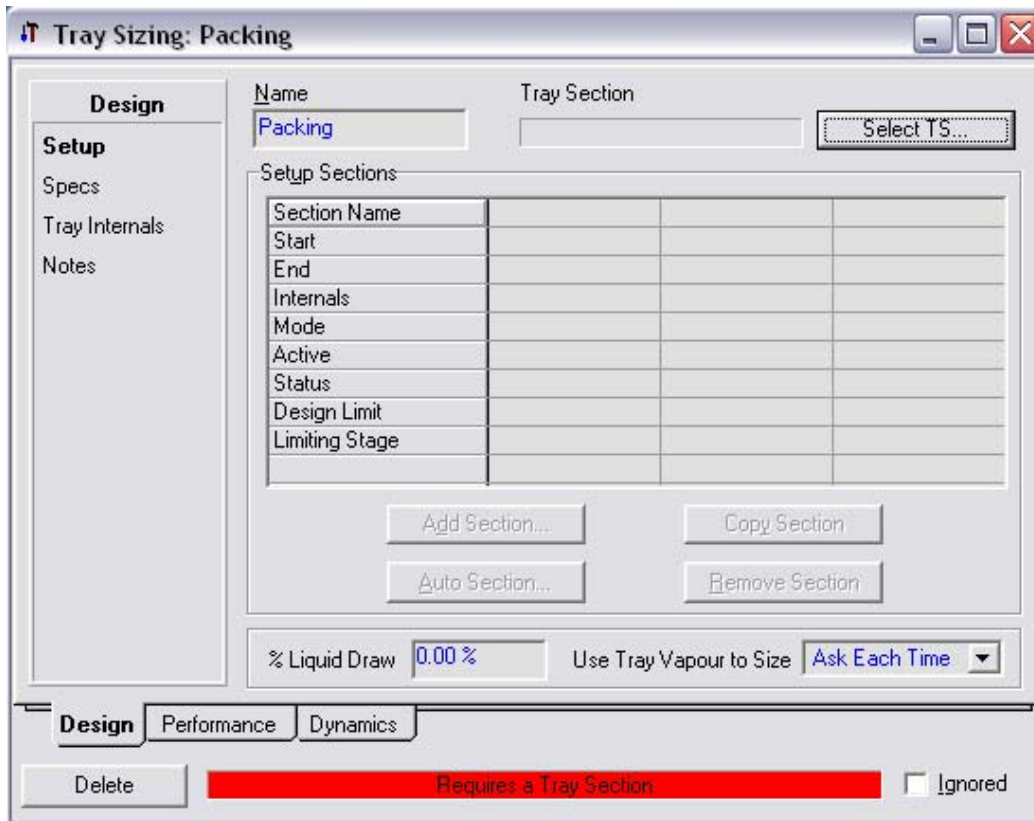 Tray Sizing: Packing
Design
Setup
Specs
Tray Internals
Notes
Name
Packing
Tray Section
Select TS...
Setup Sections
Section Name
Start
End
Internals
Mode
Active
Status
Design Limit
Limiting Stage
Add Section...
Copy Section
Auto Section...
Remove Section
% Liquid Draw 0.00 % Use Tray Vapour to Size Ask Each Time
Design Performance Dynamics
Delete Requires a Tray Section Ignored